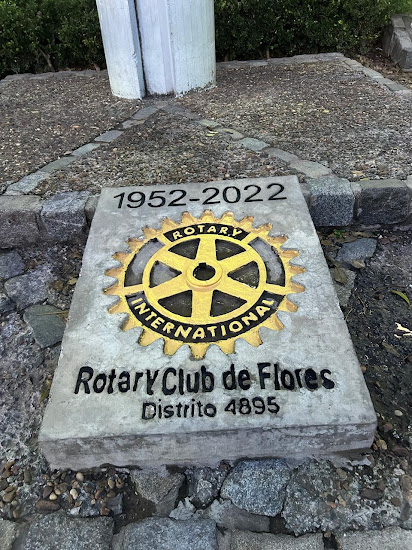 1952-2022
ROTARY
INTERNATIONAL
Rotary Club de Flores
Distrito 4895